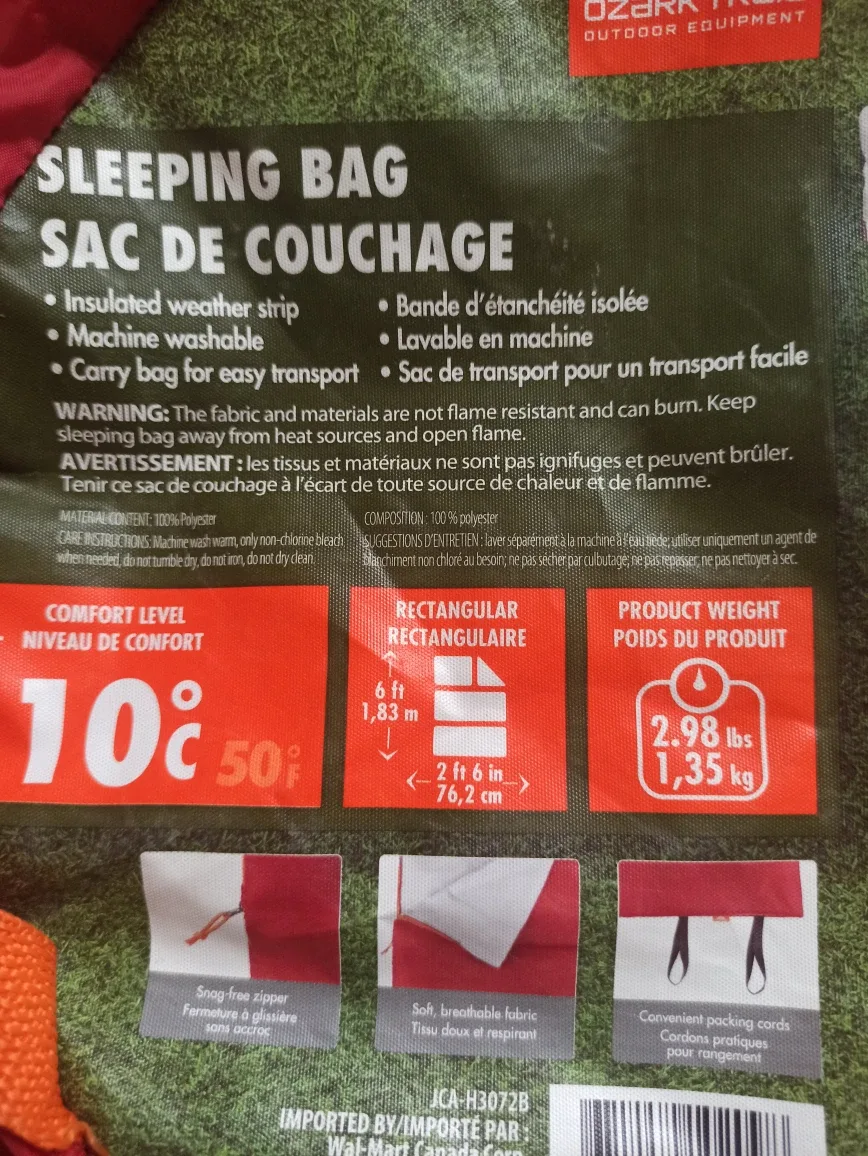 OUTDOOR EQUIPMENT
SLEEPING BAG
SAC DE COUCHAGE
• Insulated weather strip
• Machine washable
• Carry bag for easy transport
• Bande d'étanchéité isolée
• Lavable en machine
• Sac de transport pour un transport facile
WARNING: The fabric and materials are not flame resistant and can burn. Keep
sleeping bag away from heat sources and open flame.
AVERTISSEMENT : les tissus et matériaux ne sont pas ignifuges et peuvent brûler.
Tenir ce sac de couchage à l'écart de toute source de chaleur et de flamme.
MATERIAL CONTENT: 100% Polyester
CARE INSTRUCTIONS: Machine wash warm, only non-chlorine bleach
when needed, do not tumble dry, do not iron, do not dry clean.
COMPOSITION : 100 % polyester
SUGGESTIONS D'ENTRETIEN : laver séparément à la machine à l'eau tiède; utiliser uniquement un agent de
blanchiment non chloré au besoin; ne pas sécher par culbutage; ne pas repasser; ne pas nettoyer à sec.
COMFORT LEVEL
NIVEAU DE CONFORT
10°C 50°F
RECTANGULAR
RECTANGULAIRE
6 ft
1,83 m
2 ft 6 in
76,2 cm
PRODUCT WEIGHT
POIDS DU PRODUIT
2.98 lbs
1,35 kg
Snag-free zipper
Fermeture à glissière
sans accroc
Soft, breathable fabric
Tissu doux et respirant
Convenient packing cords
Cordons pratiques
pour rangement
JCA-H3072B
IMPORTED BY/IMPORTÉ PAR :
Wal-Mart Canada Corp